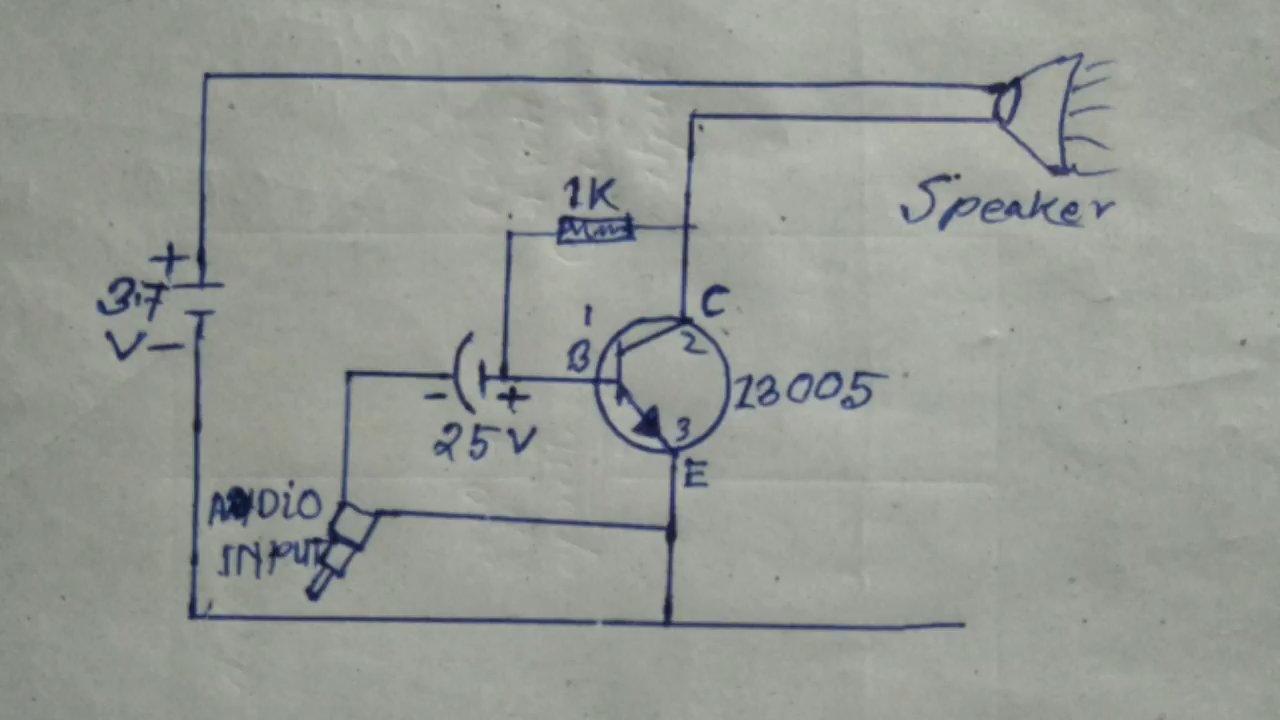 1K
Speaker
+
3.7
V-
C
1
B
2
13005
- +
25V
3
E
AUDIO
INPUT